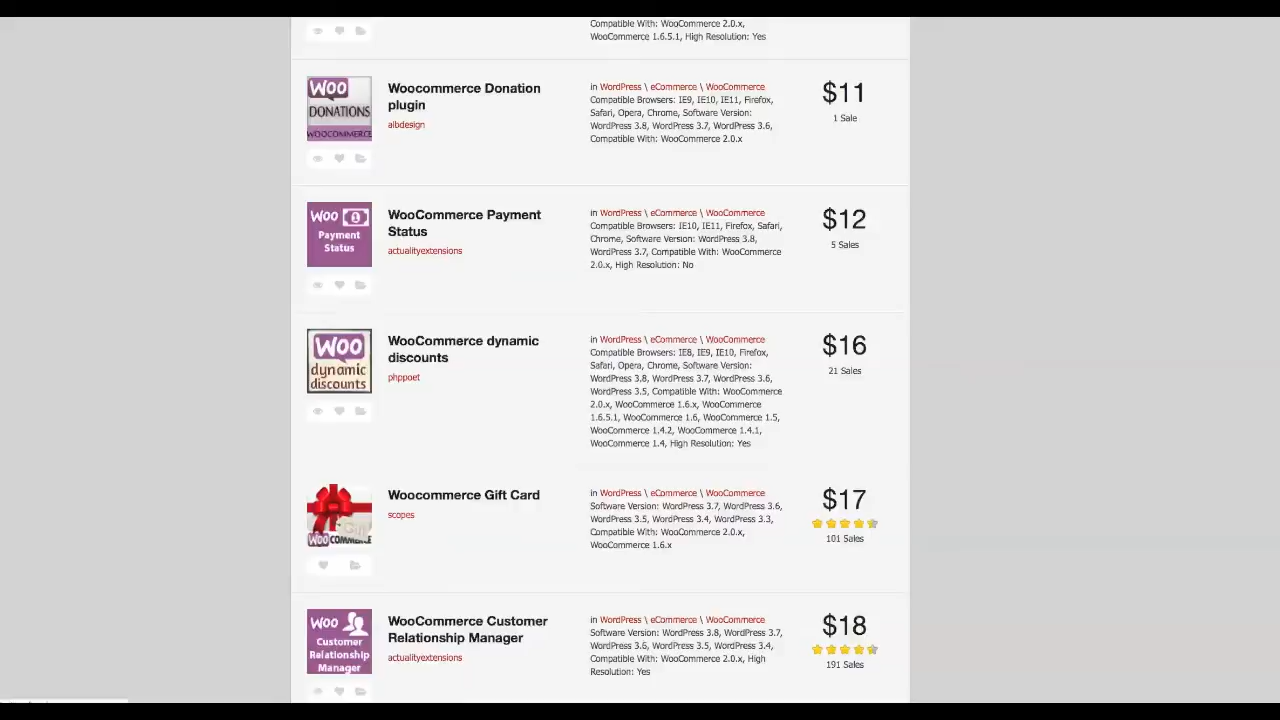 Compatible With: WooCommerce 2.0.x,
WooCommerce 1.6.5.1, High Resolution: Yes
WOO
DONATIONS
WOOCOMMERCE
Woocommerce Donation
plugin
albdesign
in WordPress \ eCommerce \ WooCommerce
Compatible Browsers: IE9, IE10, IE11, Firefox,
Safari, Opera, Chrome, Software Version:
WordPress 3.8, WordPress 3.7, WordPress 3.6,
Compatible With: WooCommerce 2.0.x
$11
1 Sale
WOO
Payment
Status
WooCommerce Payment
Status
actualityextensions
in WordPress \ eCommerce \ WooCommerce
Compatible Browsers: IE10, IE11, Firefox, Safari,
Chrome, Software Version: WordPress 3.8,
WordPress 3.7, Compatible With: WooCommerce
2.0.x, High Resolution: No
$12
5 Sales
WOO
dynamic
discounts
WooCommerce dynamic
discounts
phppoet
in WordPress \ eCommerce \ WooCommerce
Compatible Browsers: IE8, IE9, IE10, Firefox,
Safari, Opera, Chrome, Software Version:
WordPress 3.8, WordPress 3.7, WordPress 3.6,
WordPress 3.5, Compatible With: WooCommerce
2.0.x, WooCommerce 1.6.x, WooCommerce
1.6.5.1, WooCommerce 1.6, WooCommerce 1.5,
WooCommerce 1.4.2, WooCommerce 1.4.1,
WooCommerce 1.4, High Resolution: Yes
$16
21 Sales
Gift
WOO COMMERCE
Woocommerce Gift Card
scopes
in WordPress \ eCommerce \ WooCommerce
Software Version: WordPress 3.7, WordPress 3.6,
WordPress 3.5, WordPress 3.4, WordPress 3.3,
Compatible With: WooCommerce 2.0.x,
WooCommerce 1.6.x
$17
101 Sales
WOO
Customer
Relationship
Manager
WooCommerce Customer
Relationship Manager
actualityextensions
in WordPress \ eCommerce \ WooCommerce
Software Version: WordPress 3.8, WordPress 3.7,
WordPress 3.6, WordPress 3.5, WordPress 3.4,
Compatible With: WooCommerce 2.0.x, High
Resolution: Yes
$18
191 Sales